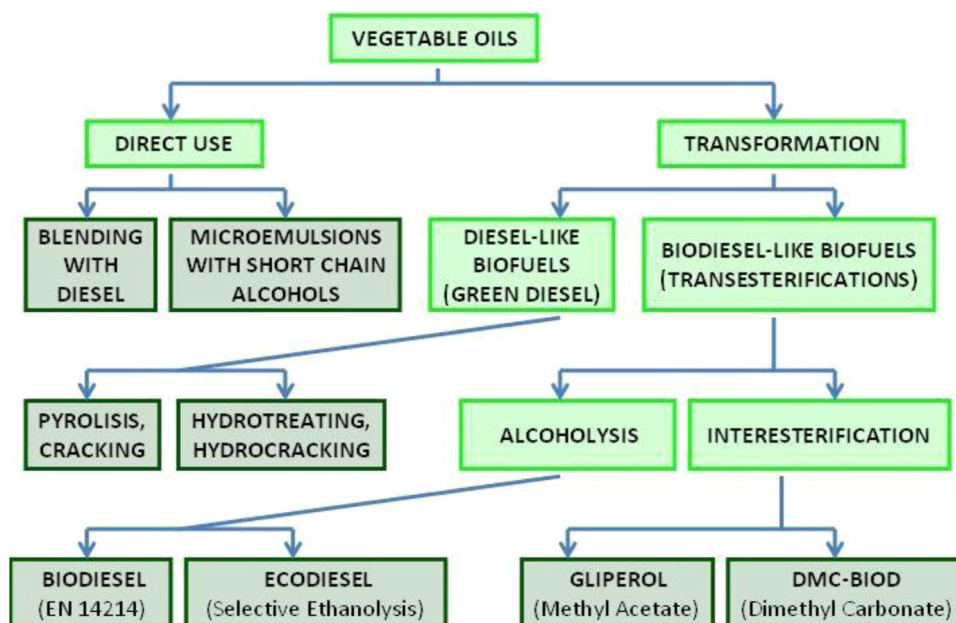 VEGETABLE OILS
DIRECT USE
TRANSFORMATION
BLENDING
WITH
DIESEL
MICROEMULSIONS
WITH SHORT CHAIN
ALCOHOLS
DIESEL-LIKE
BIOFUELS
(GREEN DIESEL)
BIODIESEL-LIKE BIOFUELS
(TRANSESTERIFICATIONS)
PYROLISIS,
CRACKING
HYDROTREATING,
HYDROCRACKING
ALCOHOLYSIS
INTERESTERIFICATION
BIODIESEL
(EN 14214)
ECODIESEL
(Selective Ethanolysis)
GLIPEROL
(Methyl Acetate)
DMC-BIOD
(Dimethyl Carbonate)